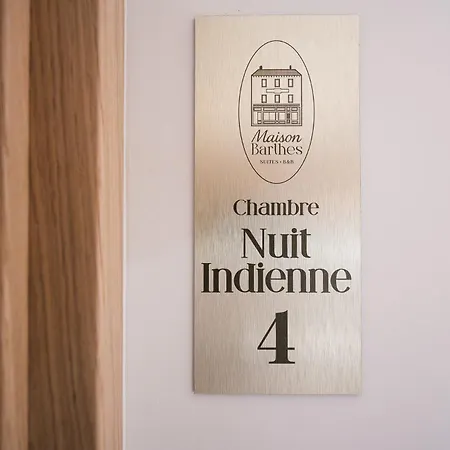 Maison
Barthes
SUITES • B&B
Chambre
Nuit
Indienne
4